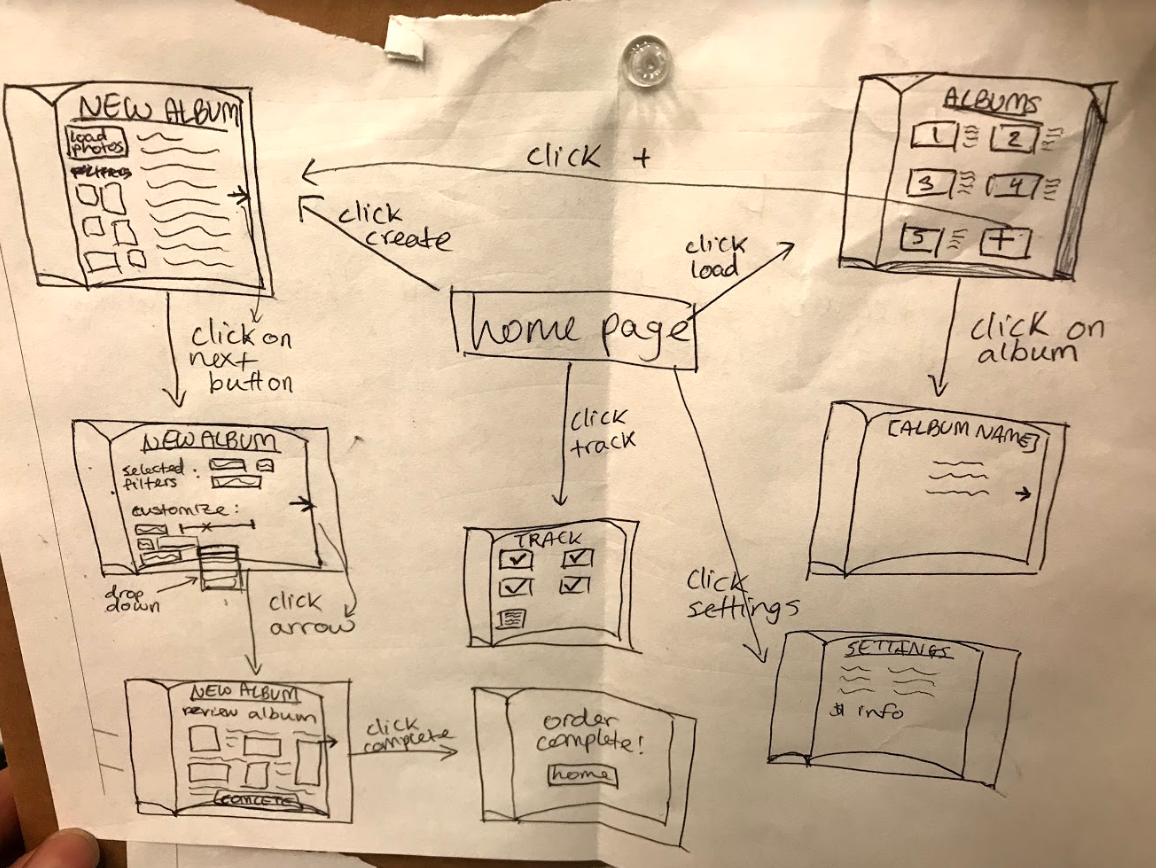 NEW ALBUM
load
photos
FILTERS
click +
ALBUMS
1
2
3
4
5
+
click
create
click
load
home page
click on
next
button
click
track
click on
album
NEW ALBUM
selected :
filters
customize:
drop
down
click
arrow
TRACK
click
settings
[ALBUM NAME]
SETTINGS
$ info
NEW ALBUM
review album
COMPLETE
click
complete
order
complete!
home